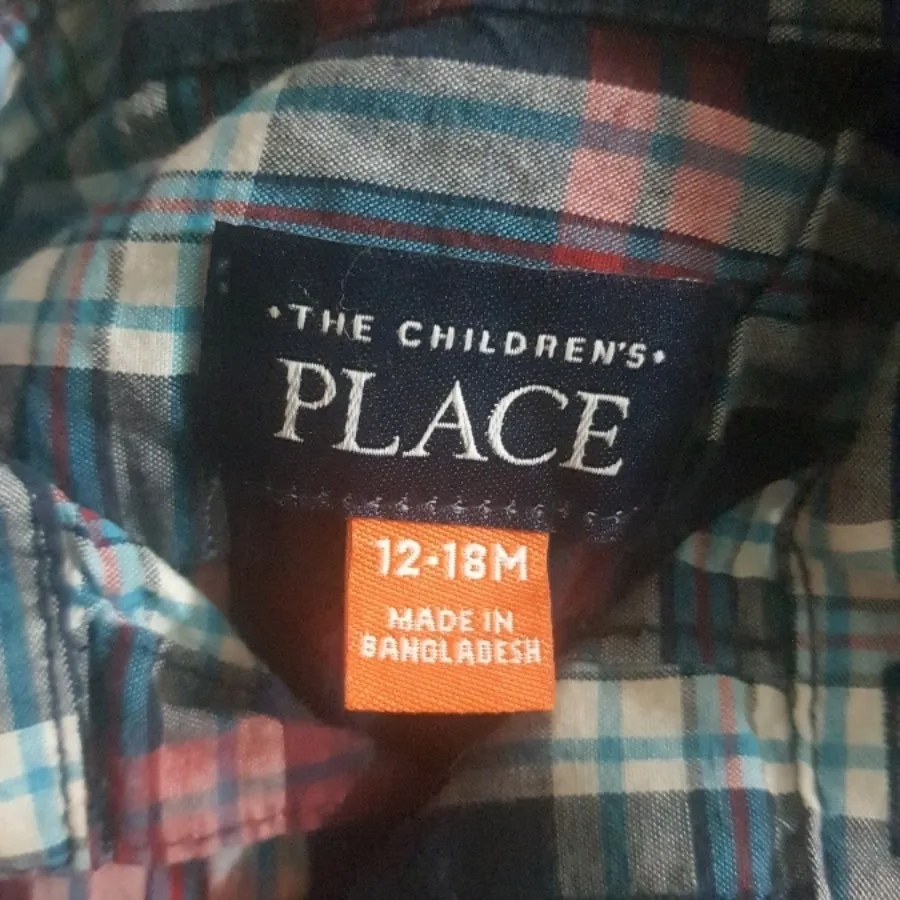 •THE CHILDREN'S•
PLACE
12-18M
MADE IN
BANGLADESH